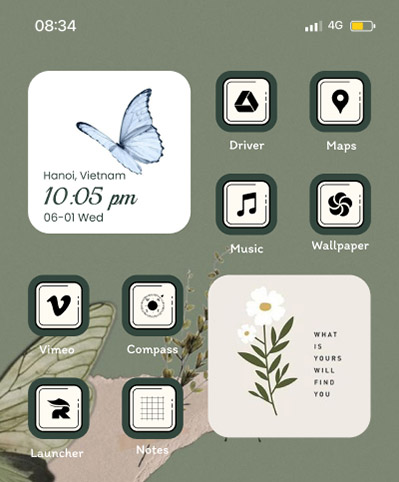 08:34
4G
Hanoi, Vietnam
10:05 pm
06-01 Wed
Driver
Maps
Music
Wallpaper
Vimeo
Compass
WHAT
IS
YOURS
WILL
FIND
YOU
Launcher
Notes